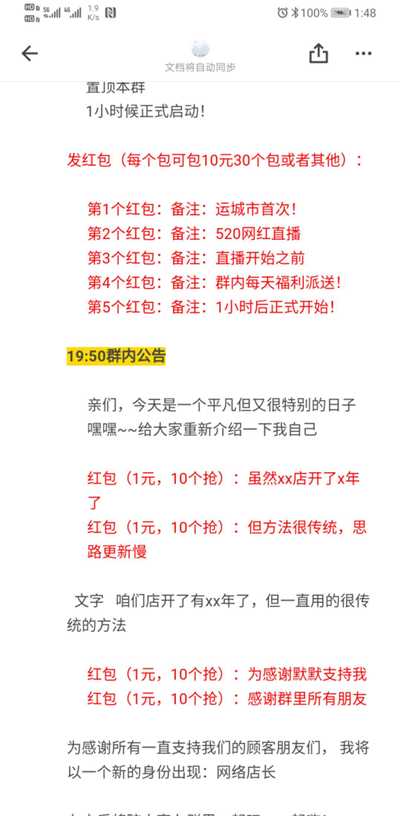 1.9
K/s
100%
1:48
文档将自动同步
置顶本群
1小时候正式启动！
发红包（每个包可包10元30个包或者其他）：
第1个红包：备注：运城市首次！
第2个红包：备注：520网红直播
第3个红包：备注：直播开始之前
第4个红包：备注：群内每天福利派送！
第5个红包：备注：1小时后正式开始！
19:50群内公告
亲们，今天是一个平凡但又很特别的日子
嘿嘿~~给大家重新介绍一下我自己
红包（1元，10个抢）：虽然xx店开了x年
了
红包（1元，10个抢）：但方法很传统，思
路更新慢
文字 咱们店开了有xx年了，但一直用的很传
统的方法
红包（1元，10个抢）：为感谢默默支持我
红包（1元，10个抢）：感谢群里所有朋友
为感谢所有一直支持我们的顾客朋友们， 我将
以一个新的身份出现：网络店长